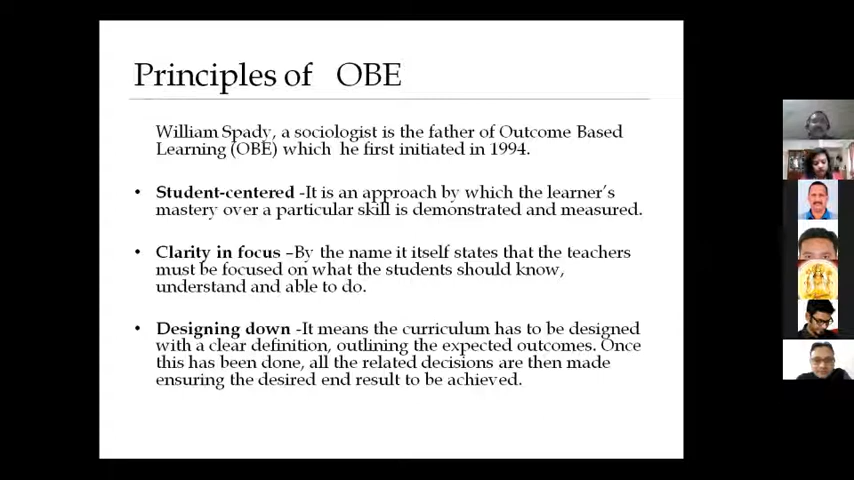 Principles of OBE
William Spady, a sociologist is the father of Outcome Based
Learning (OBE) which he first initiated in 1994.
• Student-centered -It is an approach by which the learner's
mastery over a particular skill is demonstrated and measured.
• Clarity in focus –By the name it itself states that the teachers
must be focused on what the students should know,
understand and able to do.
• Designing down -It means the curriculum has to be designed
with a clear definition, outlining the expected outcomes. Once
this has been done, all the related decisions are then made
ensuring the desired end result to be achieved.